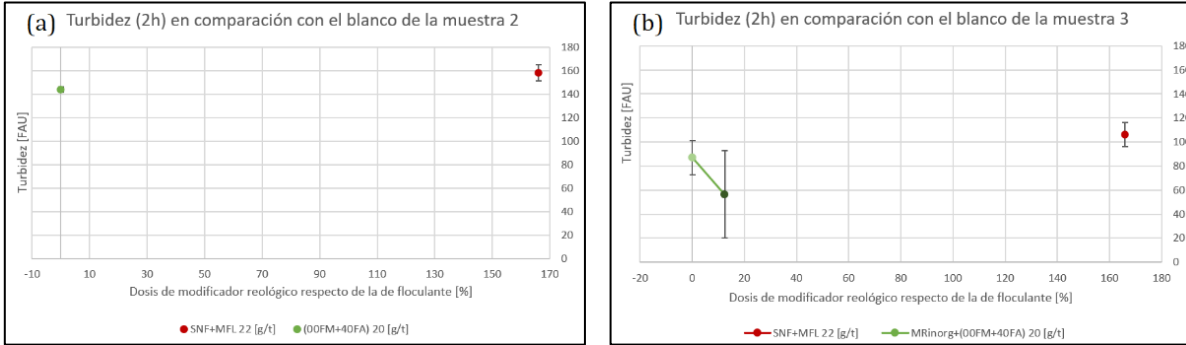 (a) Turbidez (2h) en comparación con el blanco de la muestra 2
180
160
140
120
100
80
60
40
20
0
Turbidez [FAU]
-10 10 30 50 70 90 110 130 150 170
Dosis de modificador reológico respecto de la de floculante [%]
SNF+MFL 22 [g/t] (00FM+40FA) 20 [g/t]
(b) Turbidez (2h) en comparación con el blanco de la muestra 3
180
160
140
120
100
80
60
40
20
0
Turbidez [FAU]
-20 0 20 40 60 80 100 120 140 160 180
Dosis de modificador reológico respecto de la de floculante [%]
SNF+MFL 22 [g/t] MRinorg+(00FM+40FA) 20 [g/t]